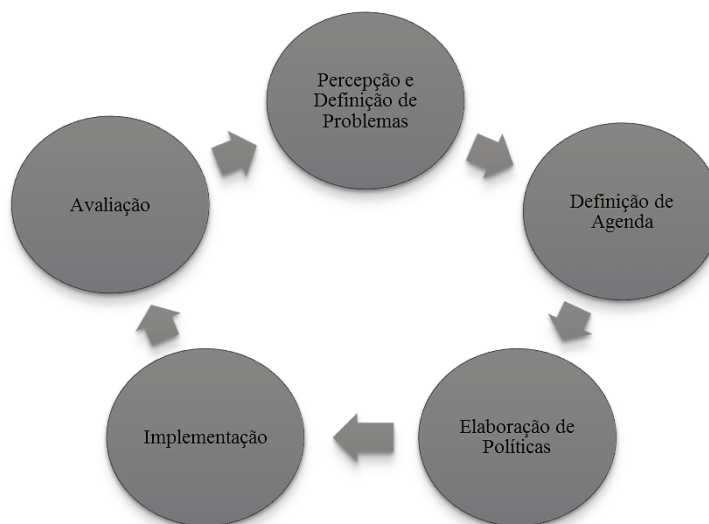 Percepção e
Definição de
Problemas
Definição de
Agenda
Elaboração de
Políticas
Implementação
Avaliação